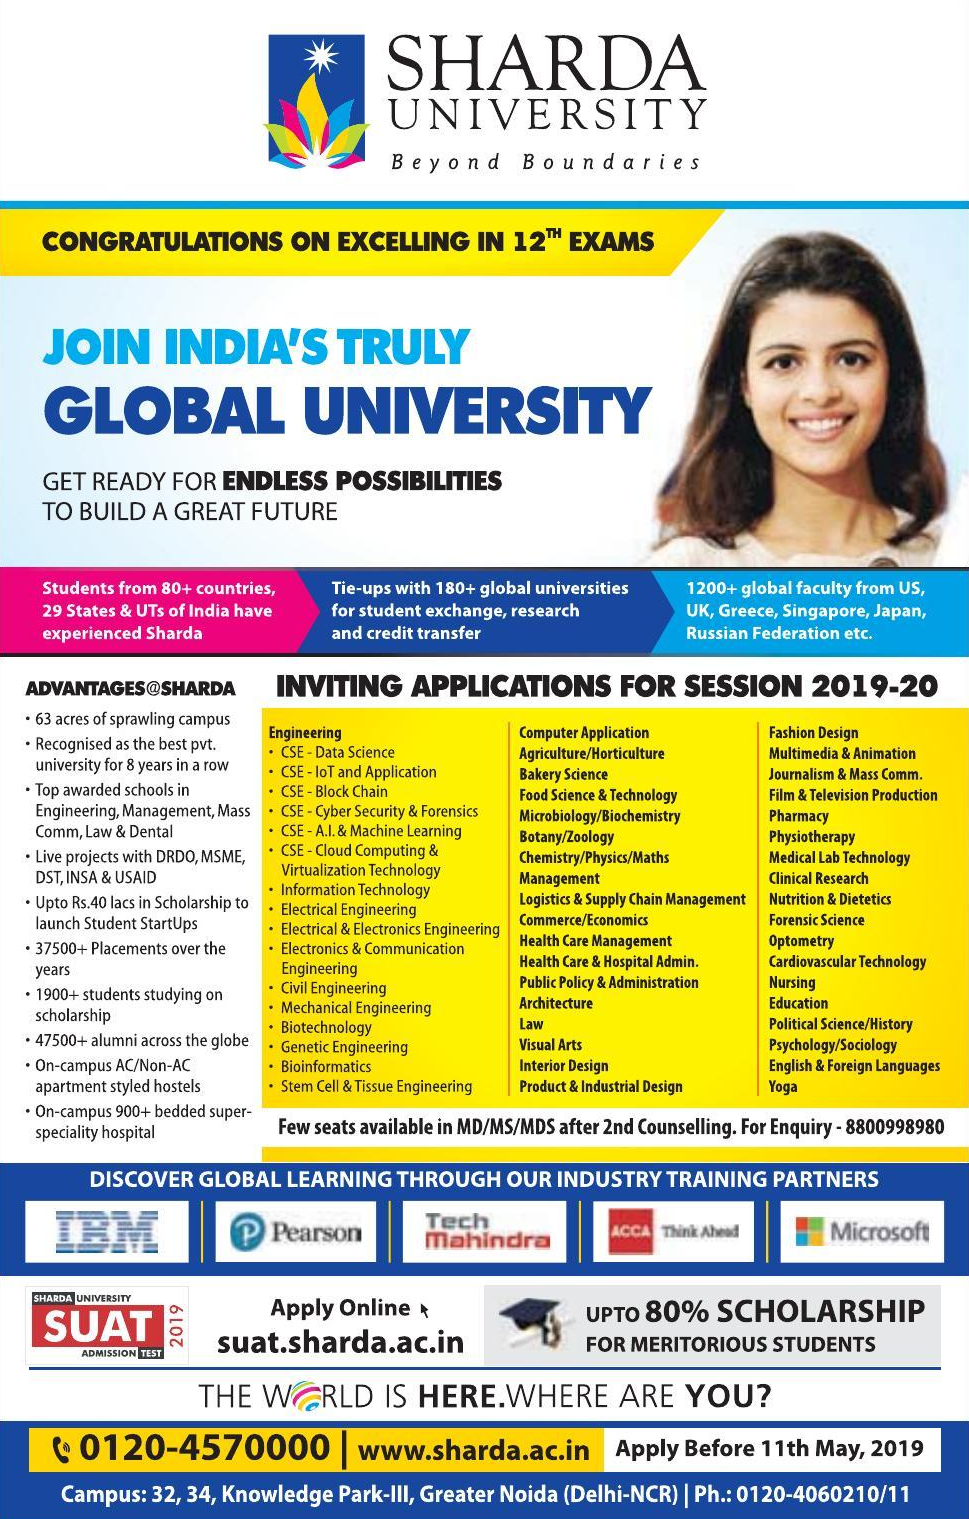 SHARDA
UNIVERSITY
Beyond Boundaries
CONGRATULATIONS ON EXCELLING IN 12TH EXAMS
JOIN INDIA'S TRULY
GLOBAL UNIVERSITY
GET READY FOR ENDLESS POSSIBILITIES
TO BUILD A GREAT FUTURE
Students from 80+ countries,
29 States & UTs of India have
experienced Sharda
Tie-ups with 180+ global universities
for student exchange, research
and credit transfer
1200+ global faculty from US,
UK, Greece, Singapore, Japan,
Russian Federation etc.
ADVANTAGES@SHARDA
• 63 acres of sprawling campus
• Recognised as the best pvt.
university for 8 years in a row
• Top awarded schools in
Engineering, Management, Mass
Comm, Law & Dental
• Live projects with DRDO, MSME,
DST, INSA & USAID
• Upto Rs.40 lacs in Scholarship to
launch Student StartUps
• 37500+ Placements over the
years
• 1900+ students studying on
scholarship
• 47500+ alumni across the globe
• On-campus AC/Non-AC
apartment styled hostels
• On-campus 900+ bedded super-
speciality hospital
INVITING APPLICATIONS FOR SESSION 2019-20
Engineering
• CSE - Data Science
• CSE - IoT and Application
• CSE - Block Chain
• CSE - Cyber Security & Forensics
• CSE - A.I. & Machine Learning
• CSE - Cloud Computing &
Virtualization Technology
• Information Technology
• Electrical Engineering
• Electrical & Electronics Engineering
• Electronics & Communication
Engineering
• Civil Engineering
• Mechanical Engineering
• Biotechnology
• Genetic Engineering
• Bioinformatics
• Stem Cell & Tissue Engineering
Computer Application
Agriculture/Horticulture
Bakery Science
Food Science & Technology
Microbiology/Biochemistry
Botany/Zoology
Chemistry/Physics/Maths
Management
Logistics & Supply Chain Management
Commerce/Economics
Health Care Management
Health Care & Hospital Admin.
Public Policy & Administration
Architecture
Law
Visual Arts
Interior Design
Product & Industrial Design
Fashion Design
Multimedia & Animation
Journalism & Mass Comm.
Film & Television Production
Pharmacy
Physiotherapy
Medical Lab Technology
Clinical Research
Nutrition & Dietetics
Forensic Science
Optometry
Cardiovascular Technology
Nursing
Education
Political Science/History
Psychology/Sociology
English & Foreign Languages
Yoga
Few seats available in MD/MS/MDS after 2nd Counselling. For Enquiry - 8800998980
DISCOVER GLOBAL LEARNING THROUGH OUR INDUSTRY TRAINING PARTNERS
IBM
P Pearson
Tech
Mahindra
ACCA Think Ahead
Microsoft
SHARDA UNIVERSITY
SUAT 2019
ADMISSION TEST
Apply Online
suat.sharda.ac.in
UPTO 80% SCHOLARSHIP
FOR MERITORIOUS STUDENTS
THE WORLD IS HERE.WHERE ARE YOU?
0120-4570000 | www.sharda.ac.in
Apply Before 11th May, 2019
Campus: 32, 34, Knowledge Park-III, Greater Noida (Delhi-NCR) | Ph.: 0120-4060210/11